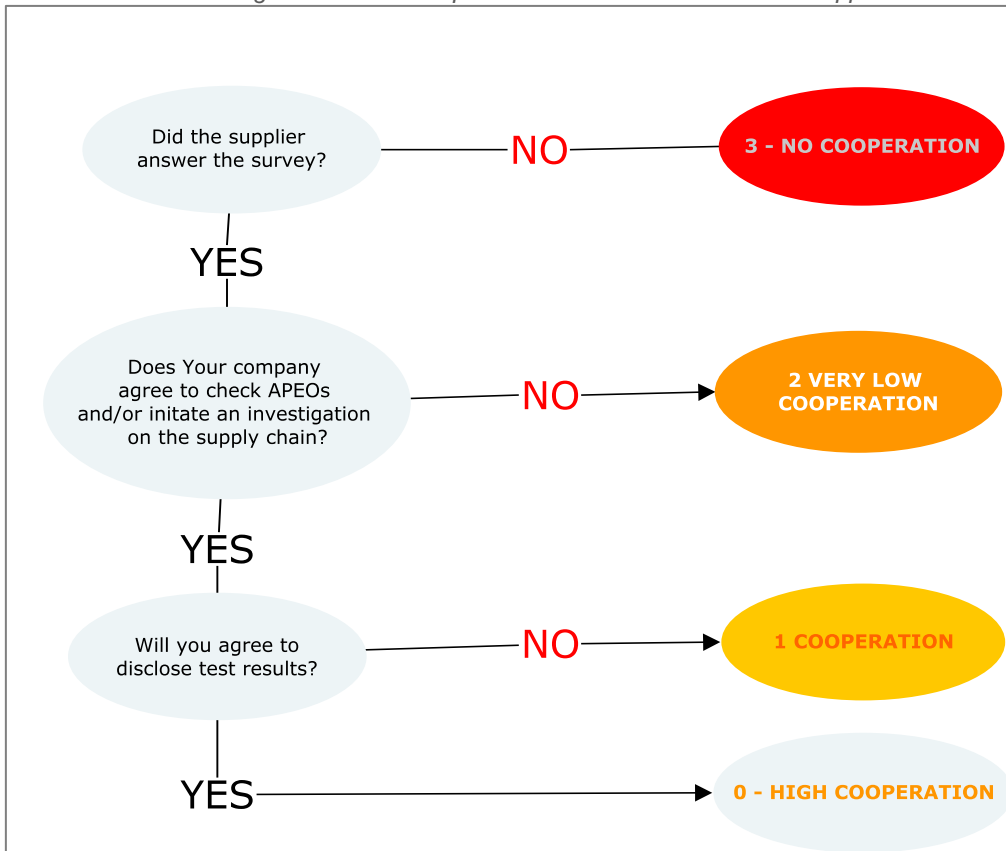 Did the supplier
answer the survey?
NO
3 - NO COOPERATION
YES
Does Your company
agree to check APEOs
and/or initate an investigation
on the supply chain?
NO
2 VERY LOW
COOPERATION
YES
Will you agree to
disclose test results?
NO
1 COOPERATION
YES
0 - HIGH COOPERATION